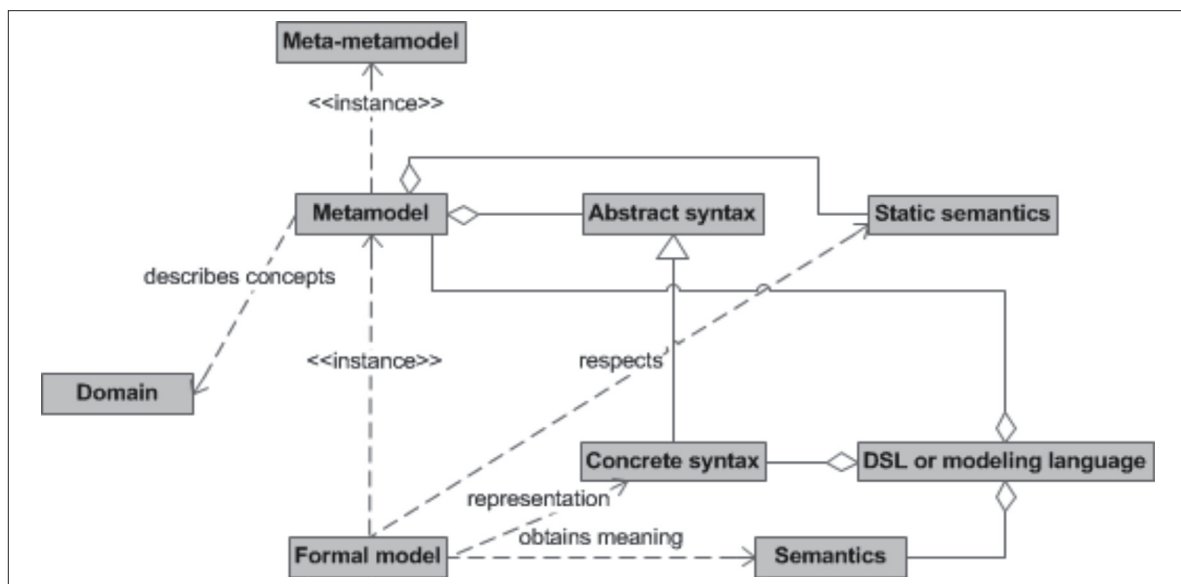 Meta-metamodel
<<instance>>
Metamodel
Abstract syntax
Static semantics
describes concepts
<<instance>>
respects
Domain
Concrete syntax
DSL or modeling language
representation
obtains meaning
Formal model
Semantics